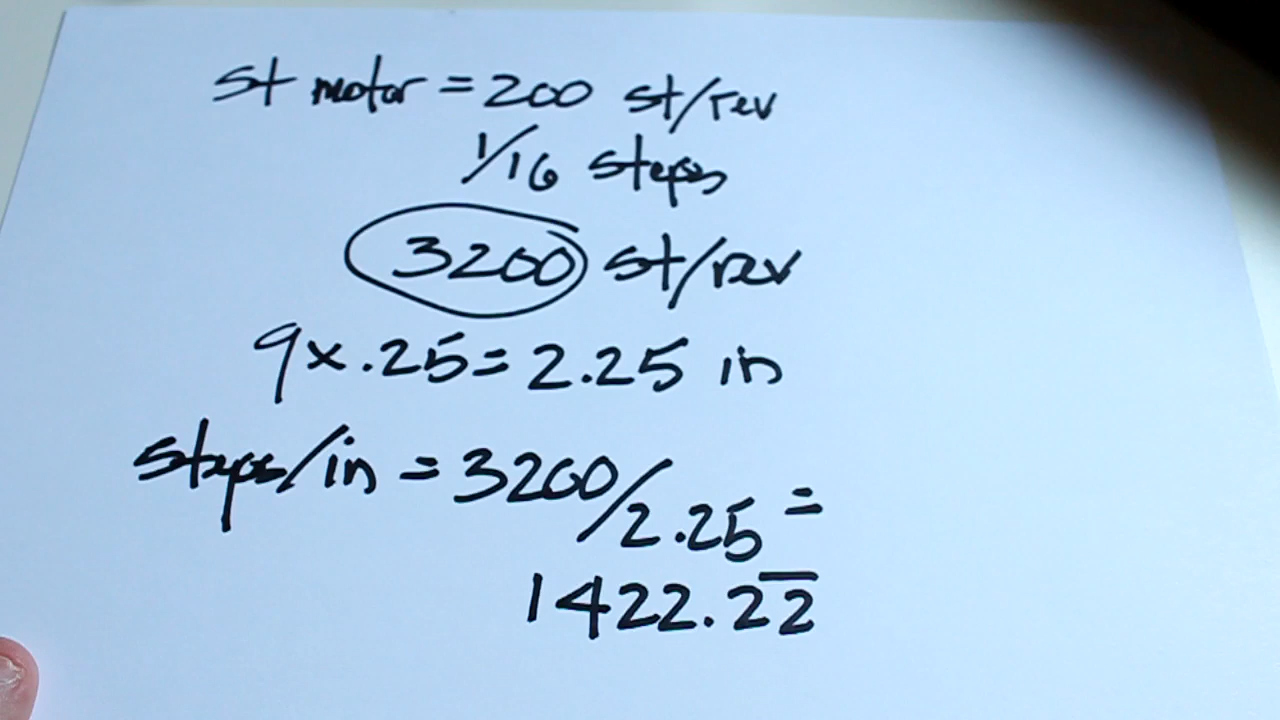 st motor = 200 st/rev
1/16 steps
3200 st/rev
9 x .25 = 2.25 in
steps/in = 3200/2.25 =
1422.22̅